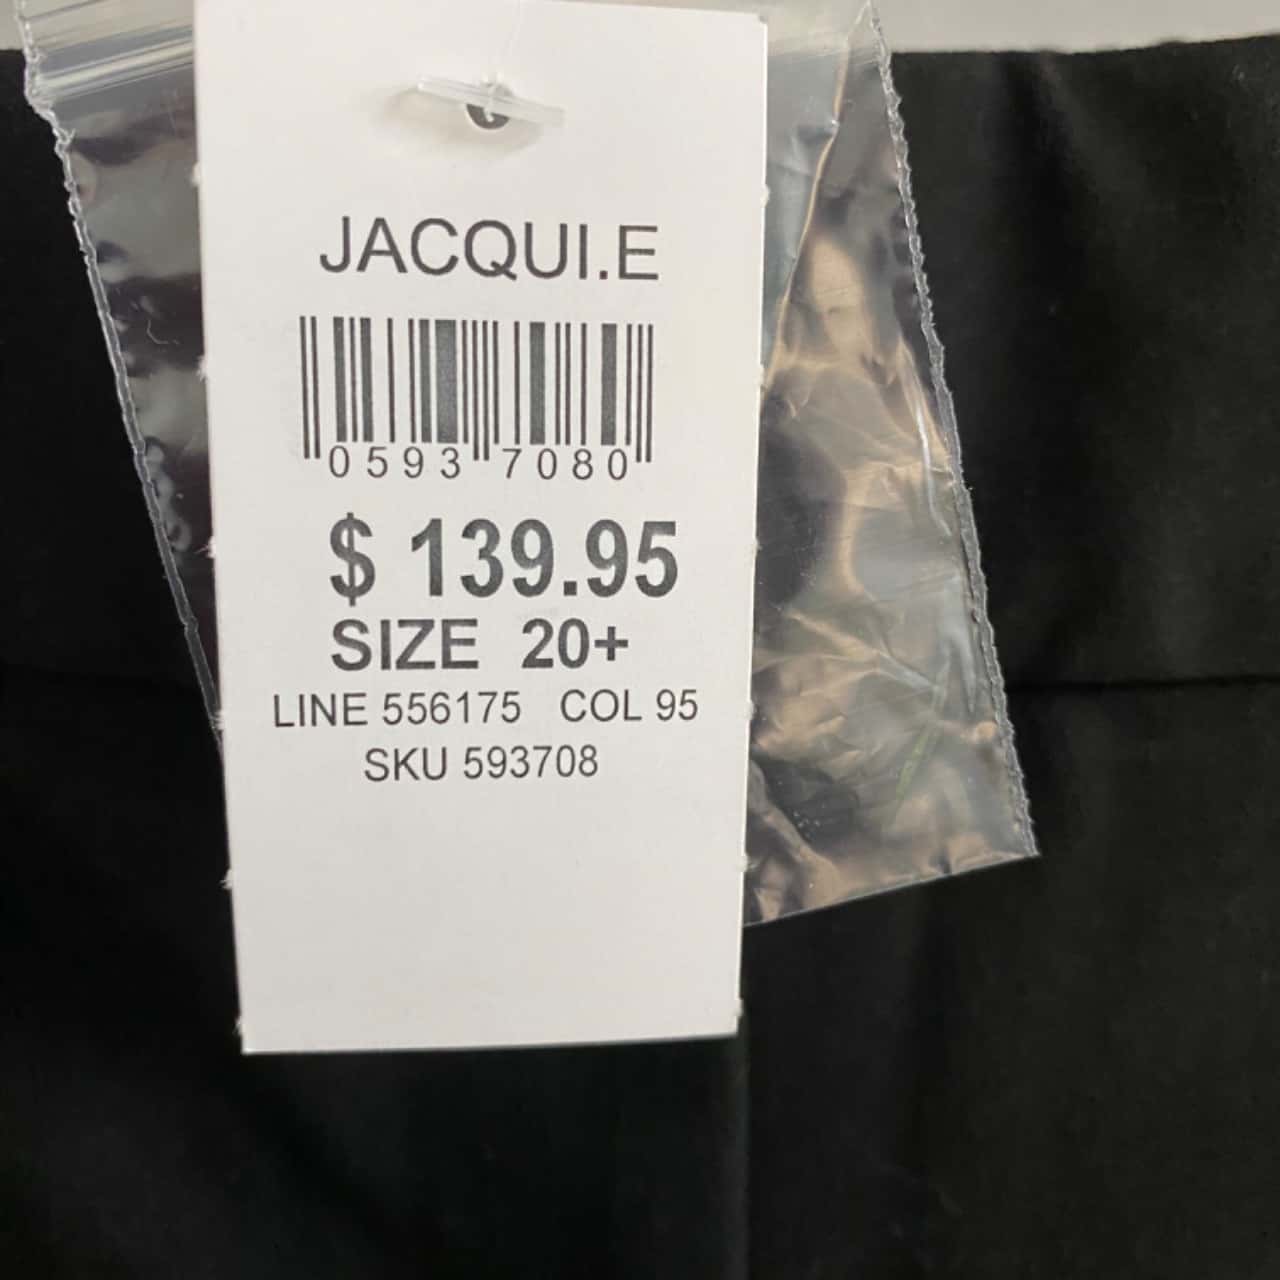 JACQUI.E
0593 7080
$ 139.95
SIZE 20+
LINE 556175 COL 95
SKU 593708